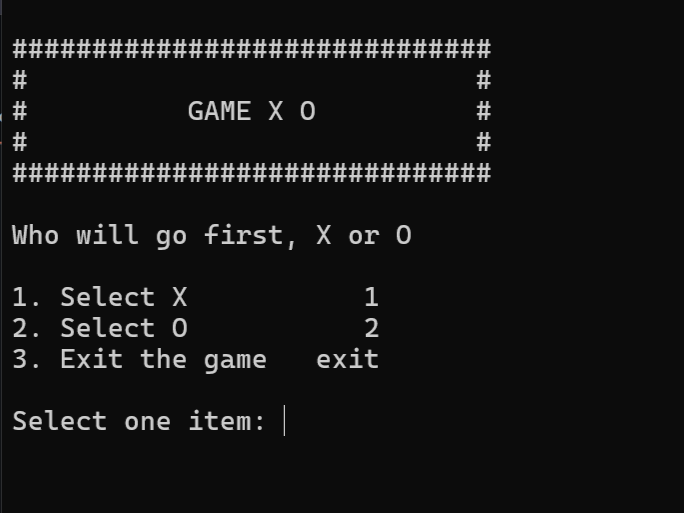 ##############################
#                            #
#          GAME X O          #
#                            #
##############################
Who will go first, X or O
1. Select X           1
2. Select O           2
3. Exit the game   exit
Select one item: